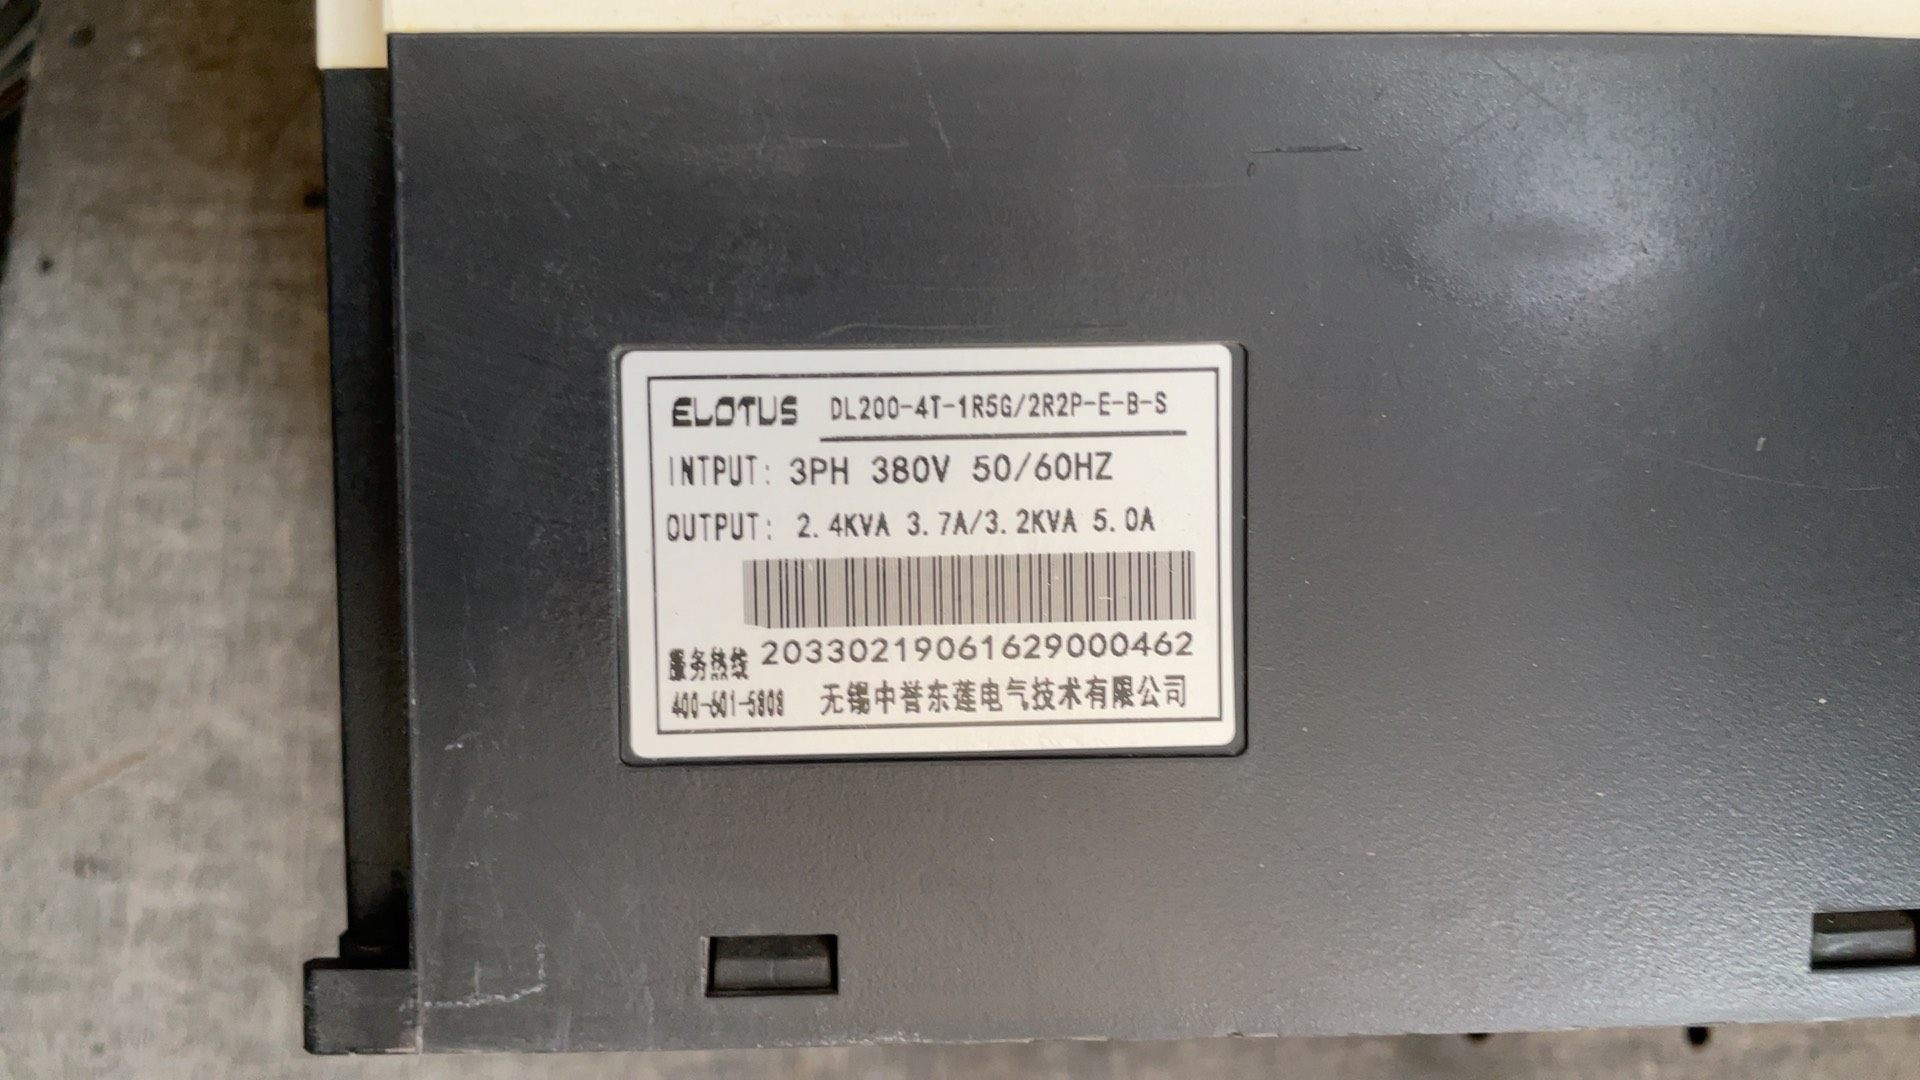 ELOTUS DL200-4T-1R5G/2R2P-E-B-S
INTPUT: 3PH 380V 50/60HZ
OUTPUT: 2.4KVA 3.7A/3.2KVA 5.0A
服务热线 20330219061629000462
400-601-5808 无锡中誉东莲电气技术有限公司